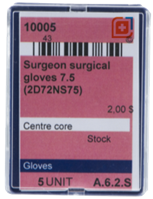 10005
43
Surgeon surgical
gloves 7.5
(2D72NS75)
2,00 $
Centre core
Stock
Gloves
5 UNIT A.6.2.S